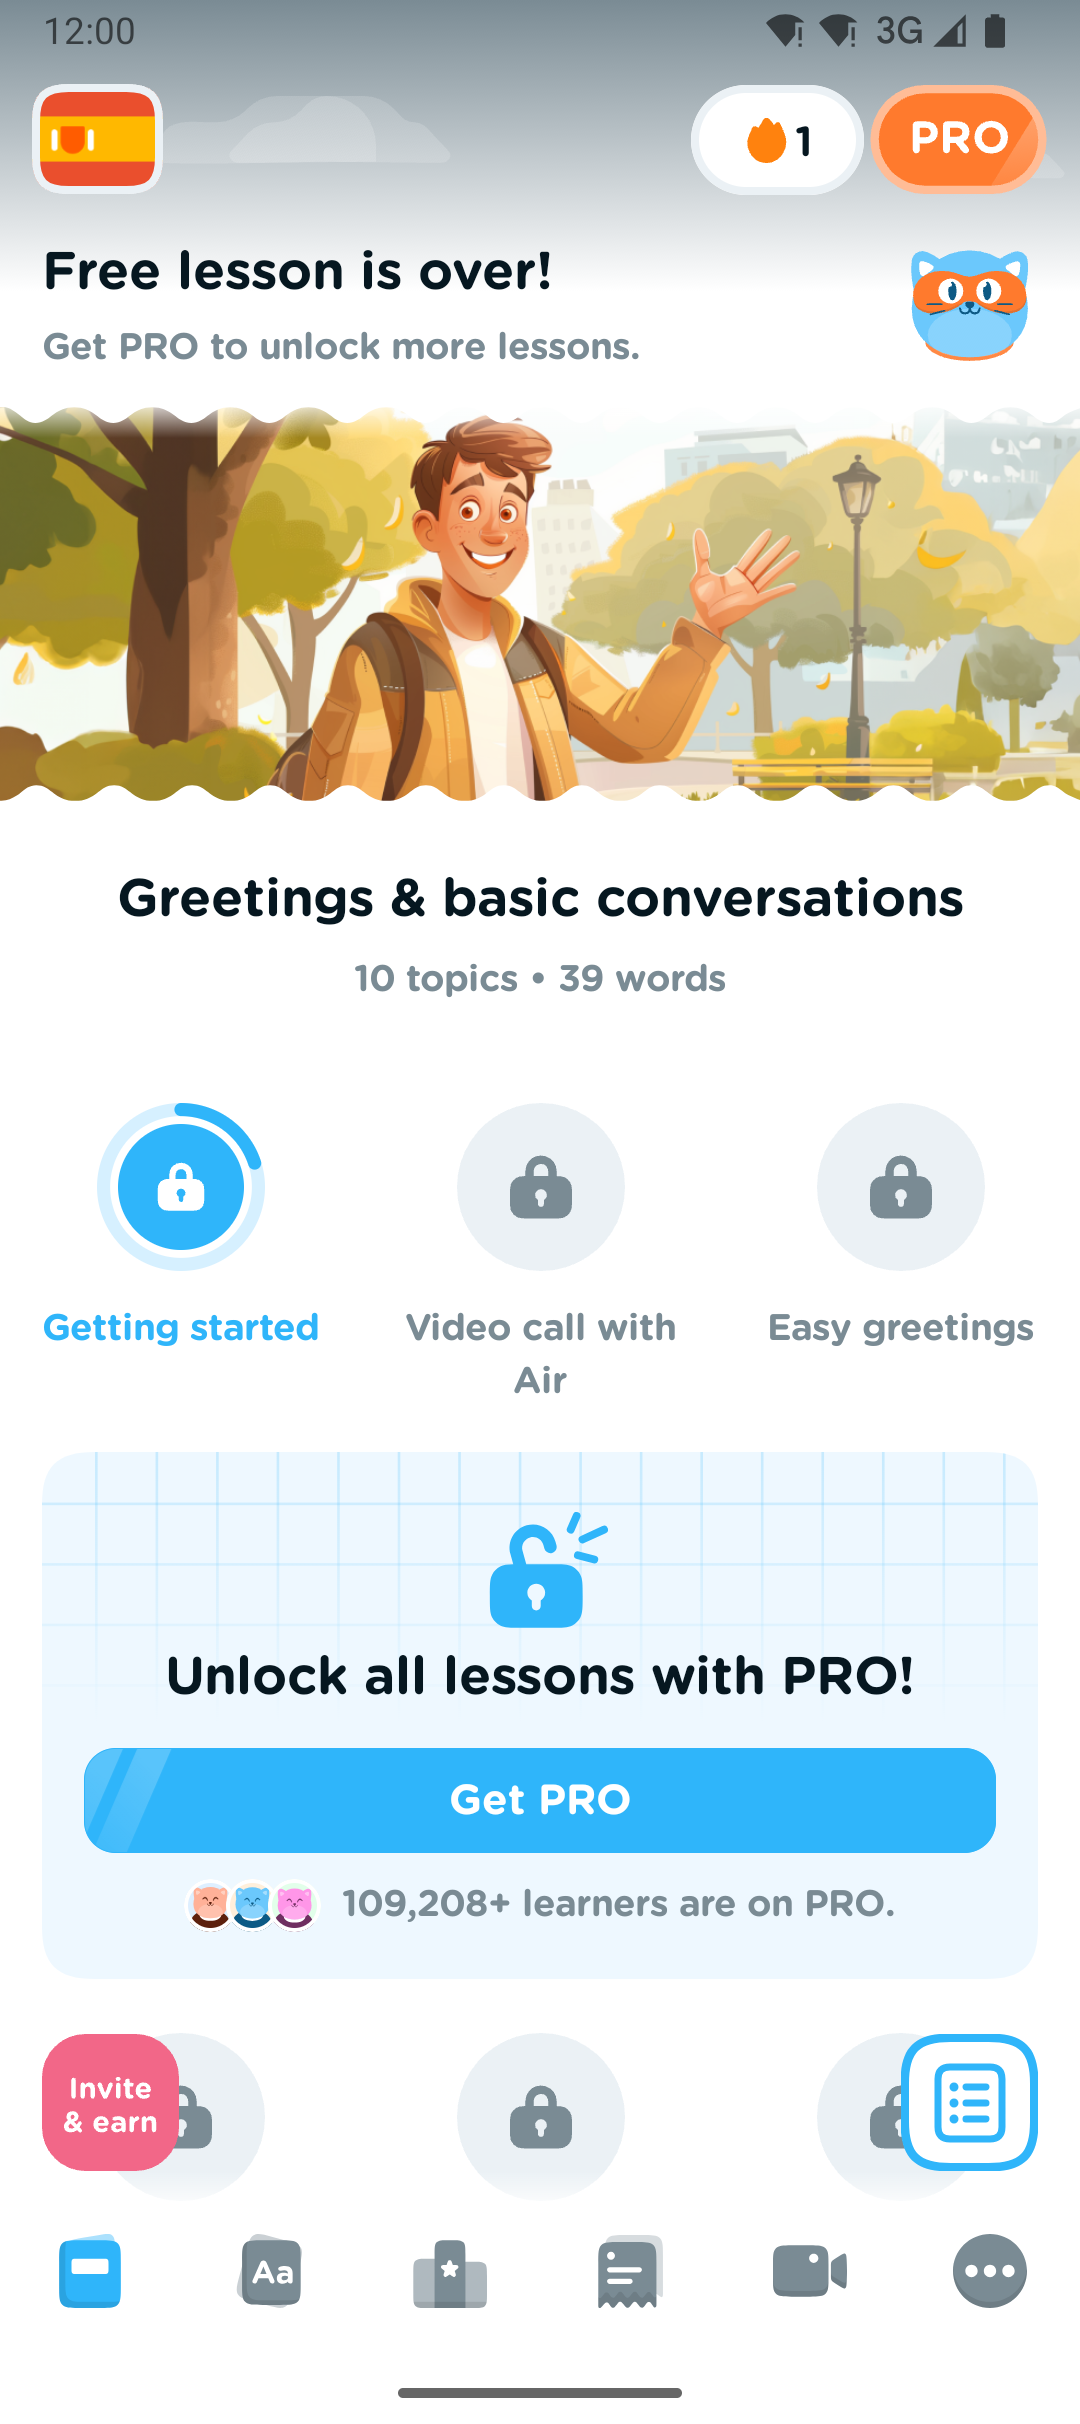 12:00
3G
1
PRO
Free lesson is over!
Get PRO to unlock more lessons.
Greetings & basic conversations
10 topics • 39 words
Getting started
Video call with
Air
Easy greetings
Unlock all lessons with PRO!
Get PRO
109,208+ learners are on PRO.
Invite
& earn
Aa